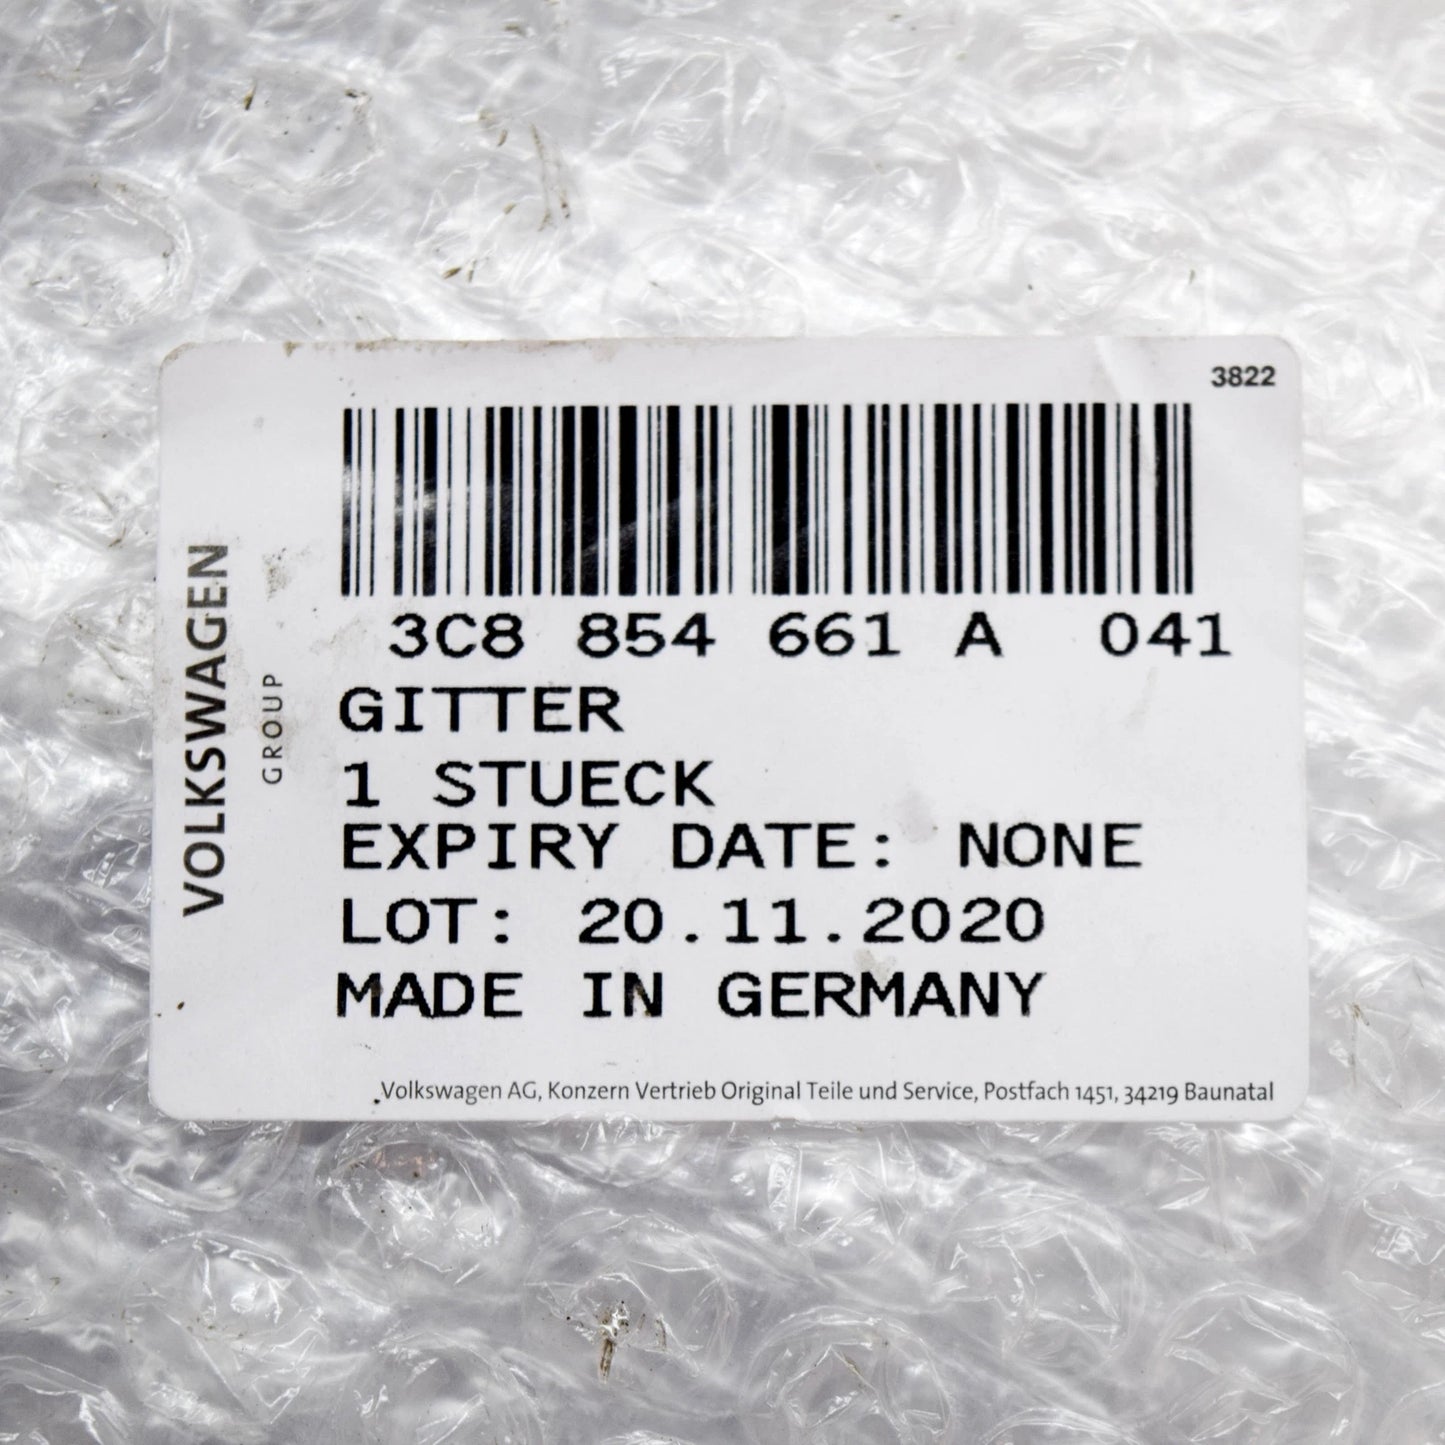 3822
3C8 854 661 A 041
GITTER
1 STUECK
EXPIRY DATE: NONE
LOT: 20.11.2020
MADE IN GERMANY
VOLKSWAGEN
GROUP
Volkswagen AG, Konzern Vertrieb Original Teile und Service, Postfach 1451, 34219 Baunatal